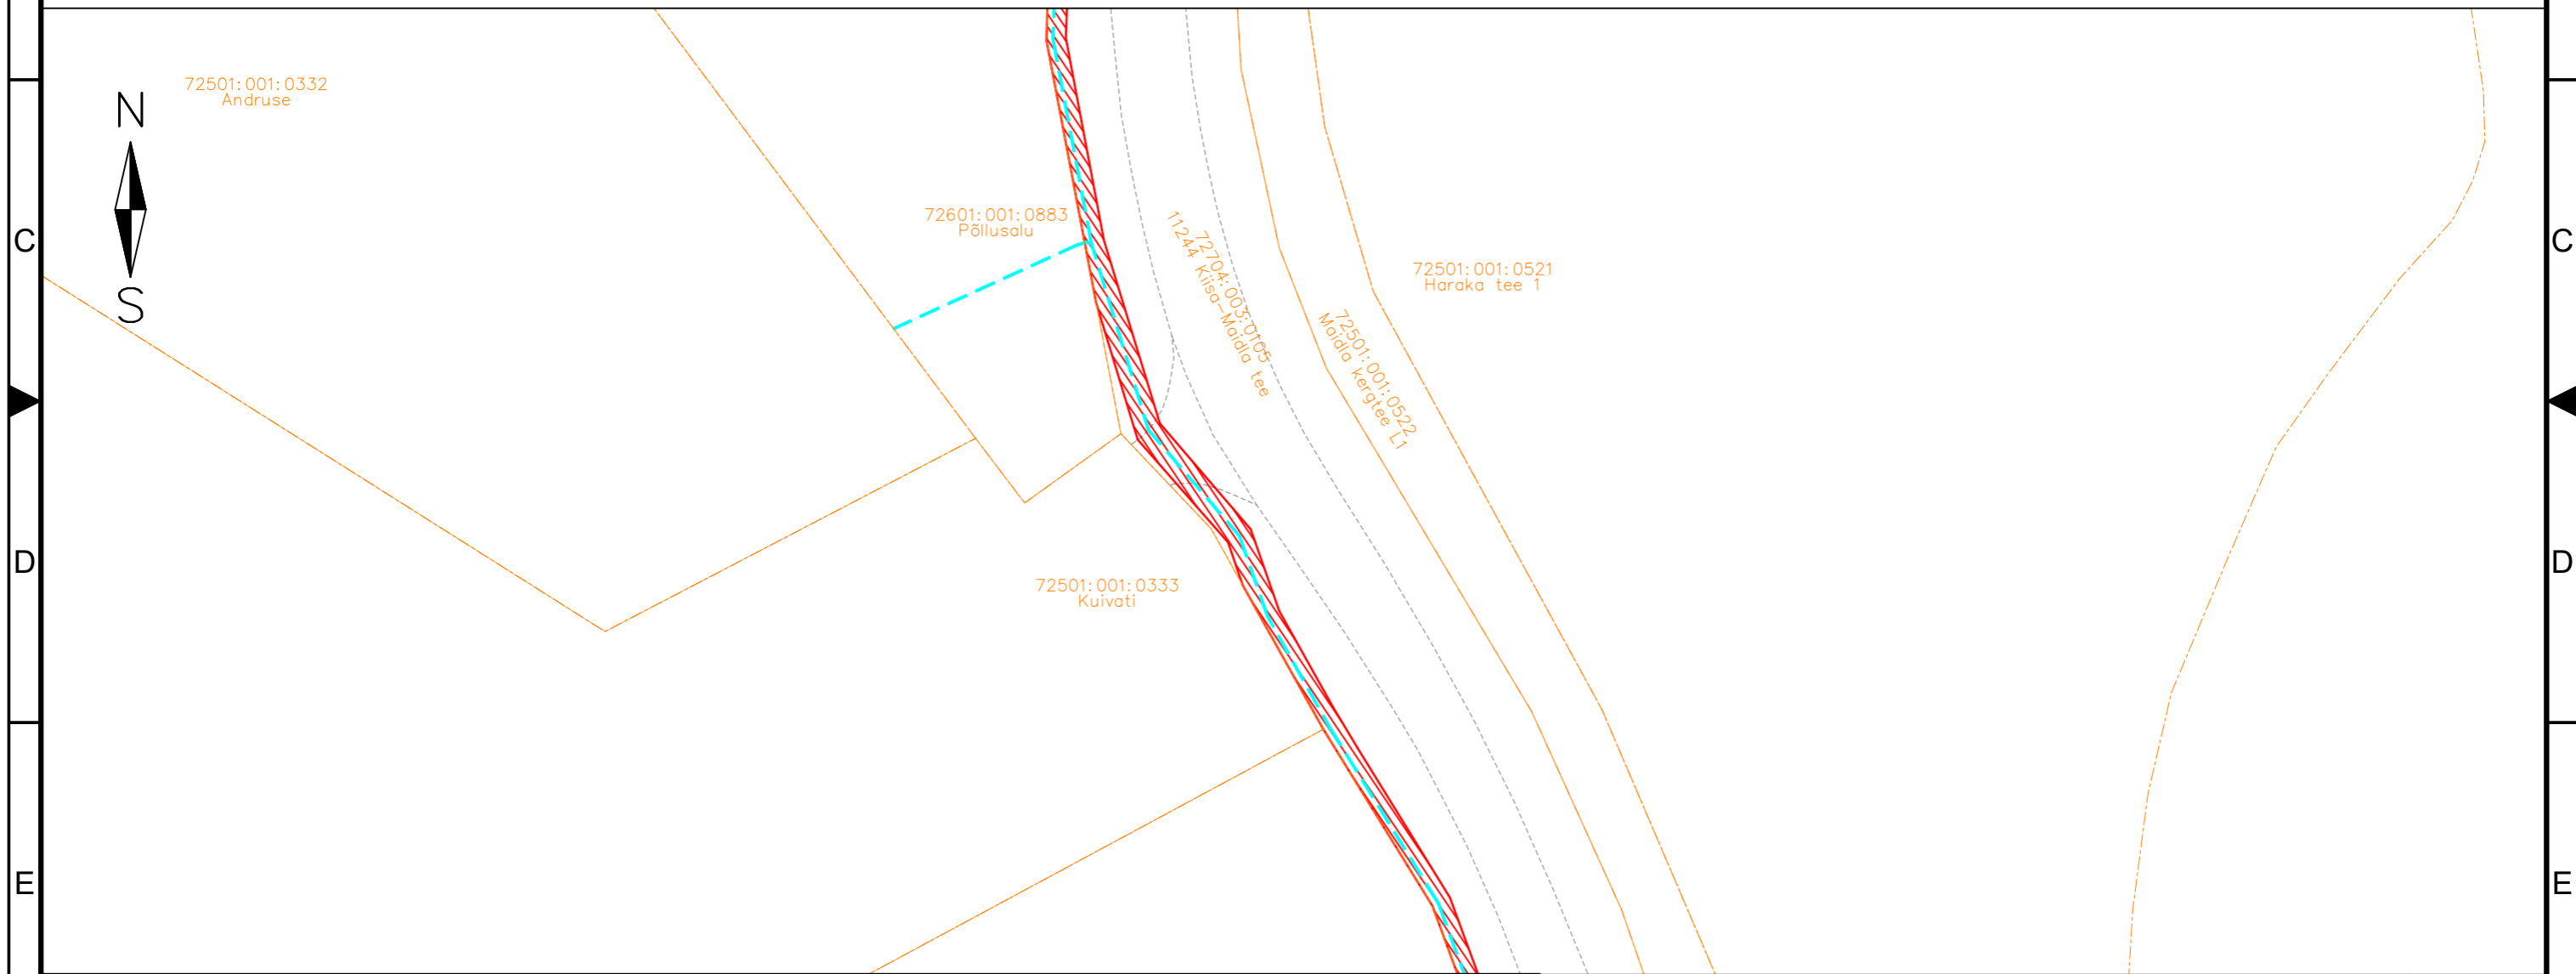 72501:001:0332
Andruse
N
S
72601:001:0883
Põllusalu
72704:003:0105
11244 Kiisa-Maidla tee
72501:001:0521
Haraka tee 1
72501:001:0522
Maidla kergtee L1
72501:001:0333
Kuivati
C
C
D
D
E
E